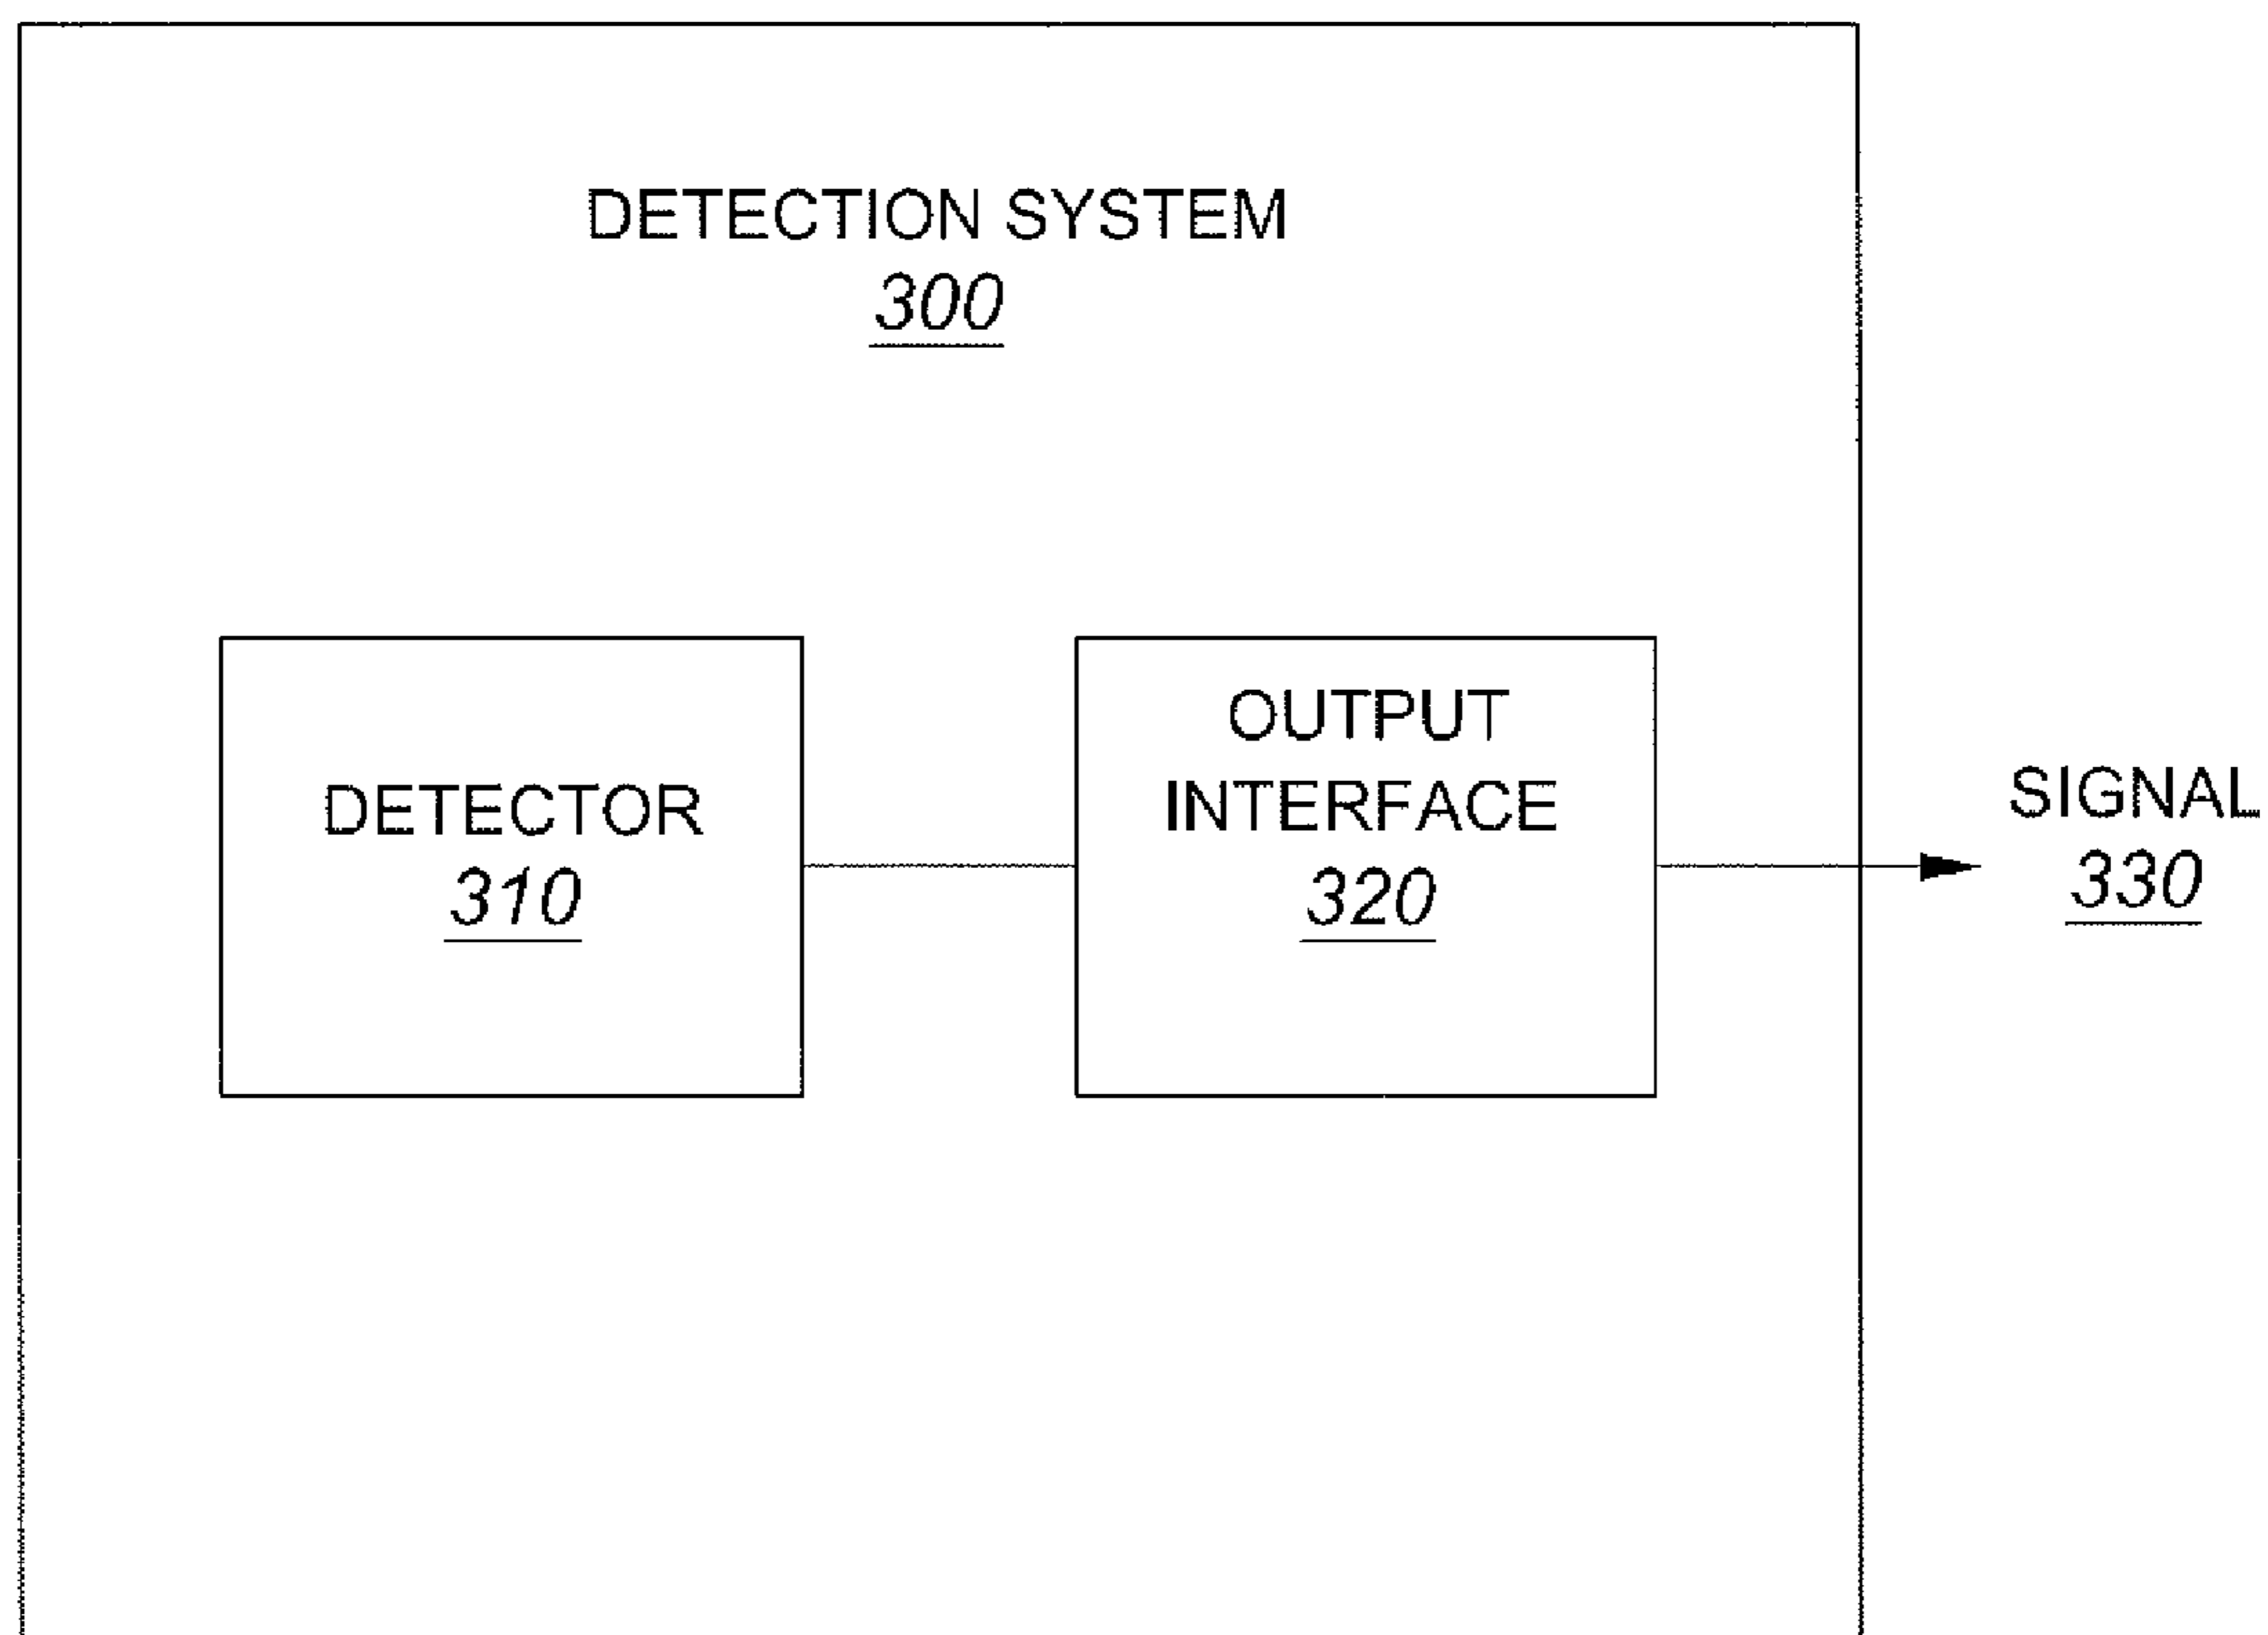 DETECTION SYSTEM
300
DETECTOR
310
OUTPUT
INTERFACE
320
SIGNAL
330